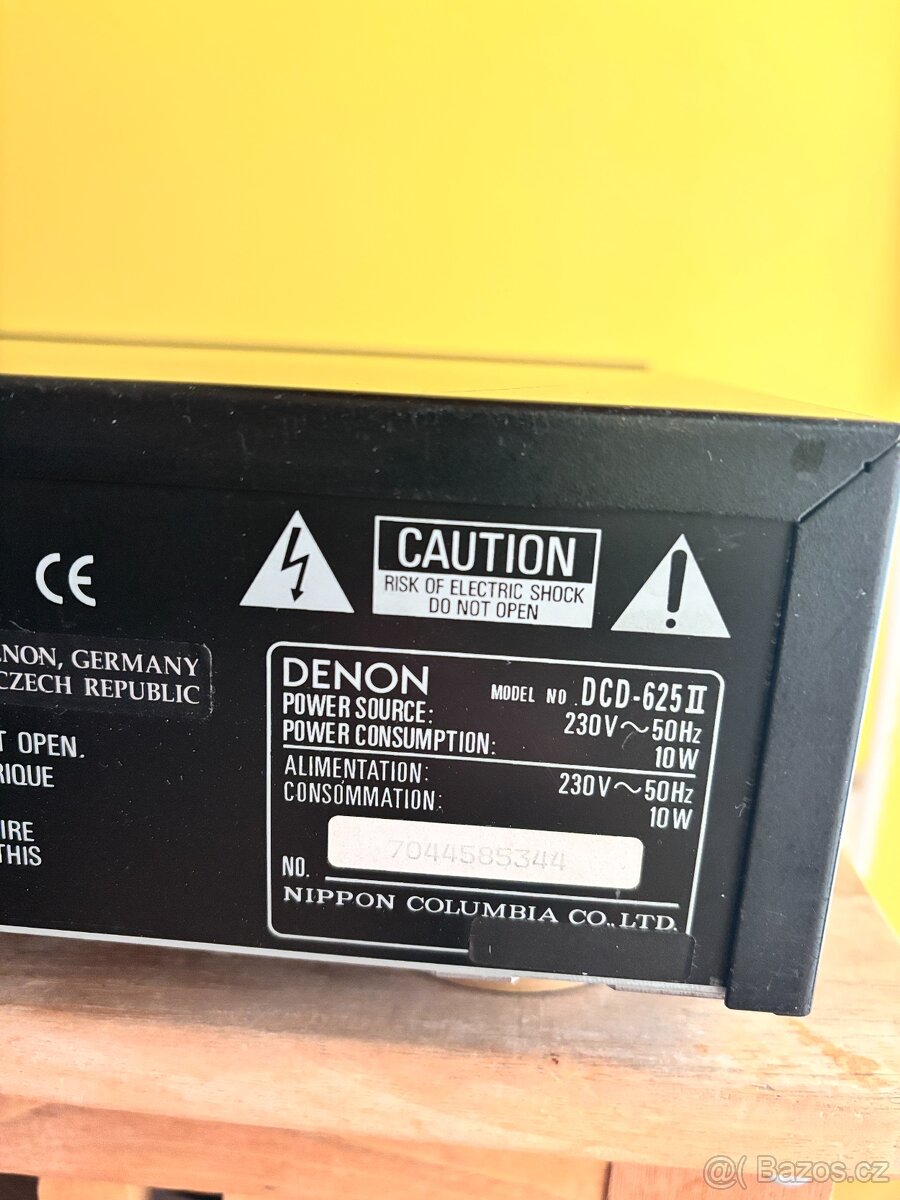 CE
CAUTION
RISK OF ELECTRIC SHOCK
DO NOT OPEN
NON, GERMANY
CZECH REPUBLIC
T OPEN.
RIQUE
IRE
THIS
DENON MODEL NO. DCD-625II
POWER SOURCE: 230V～50Hz
POWER CONSUMPTION: 10W
ALIMENTATION: 230V～50Hz
CONSOMMATION: 10W
NO. 7044585344
NIPPON COLUMBIA CO., LTD.
@( Bazos.cz